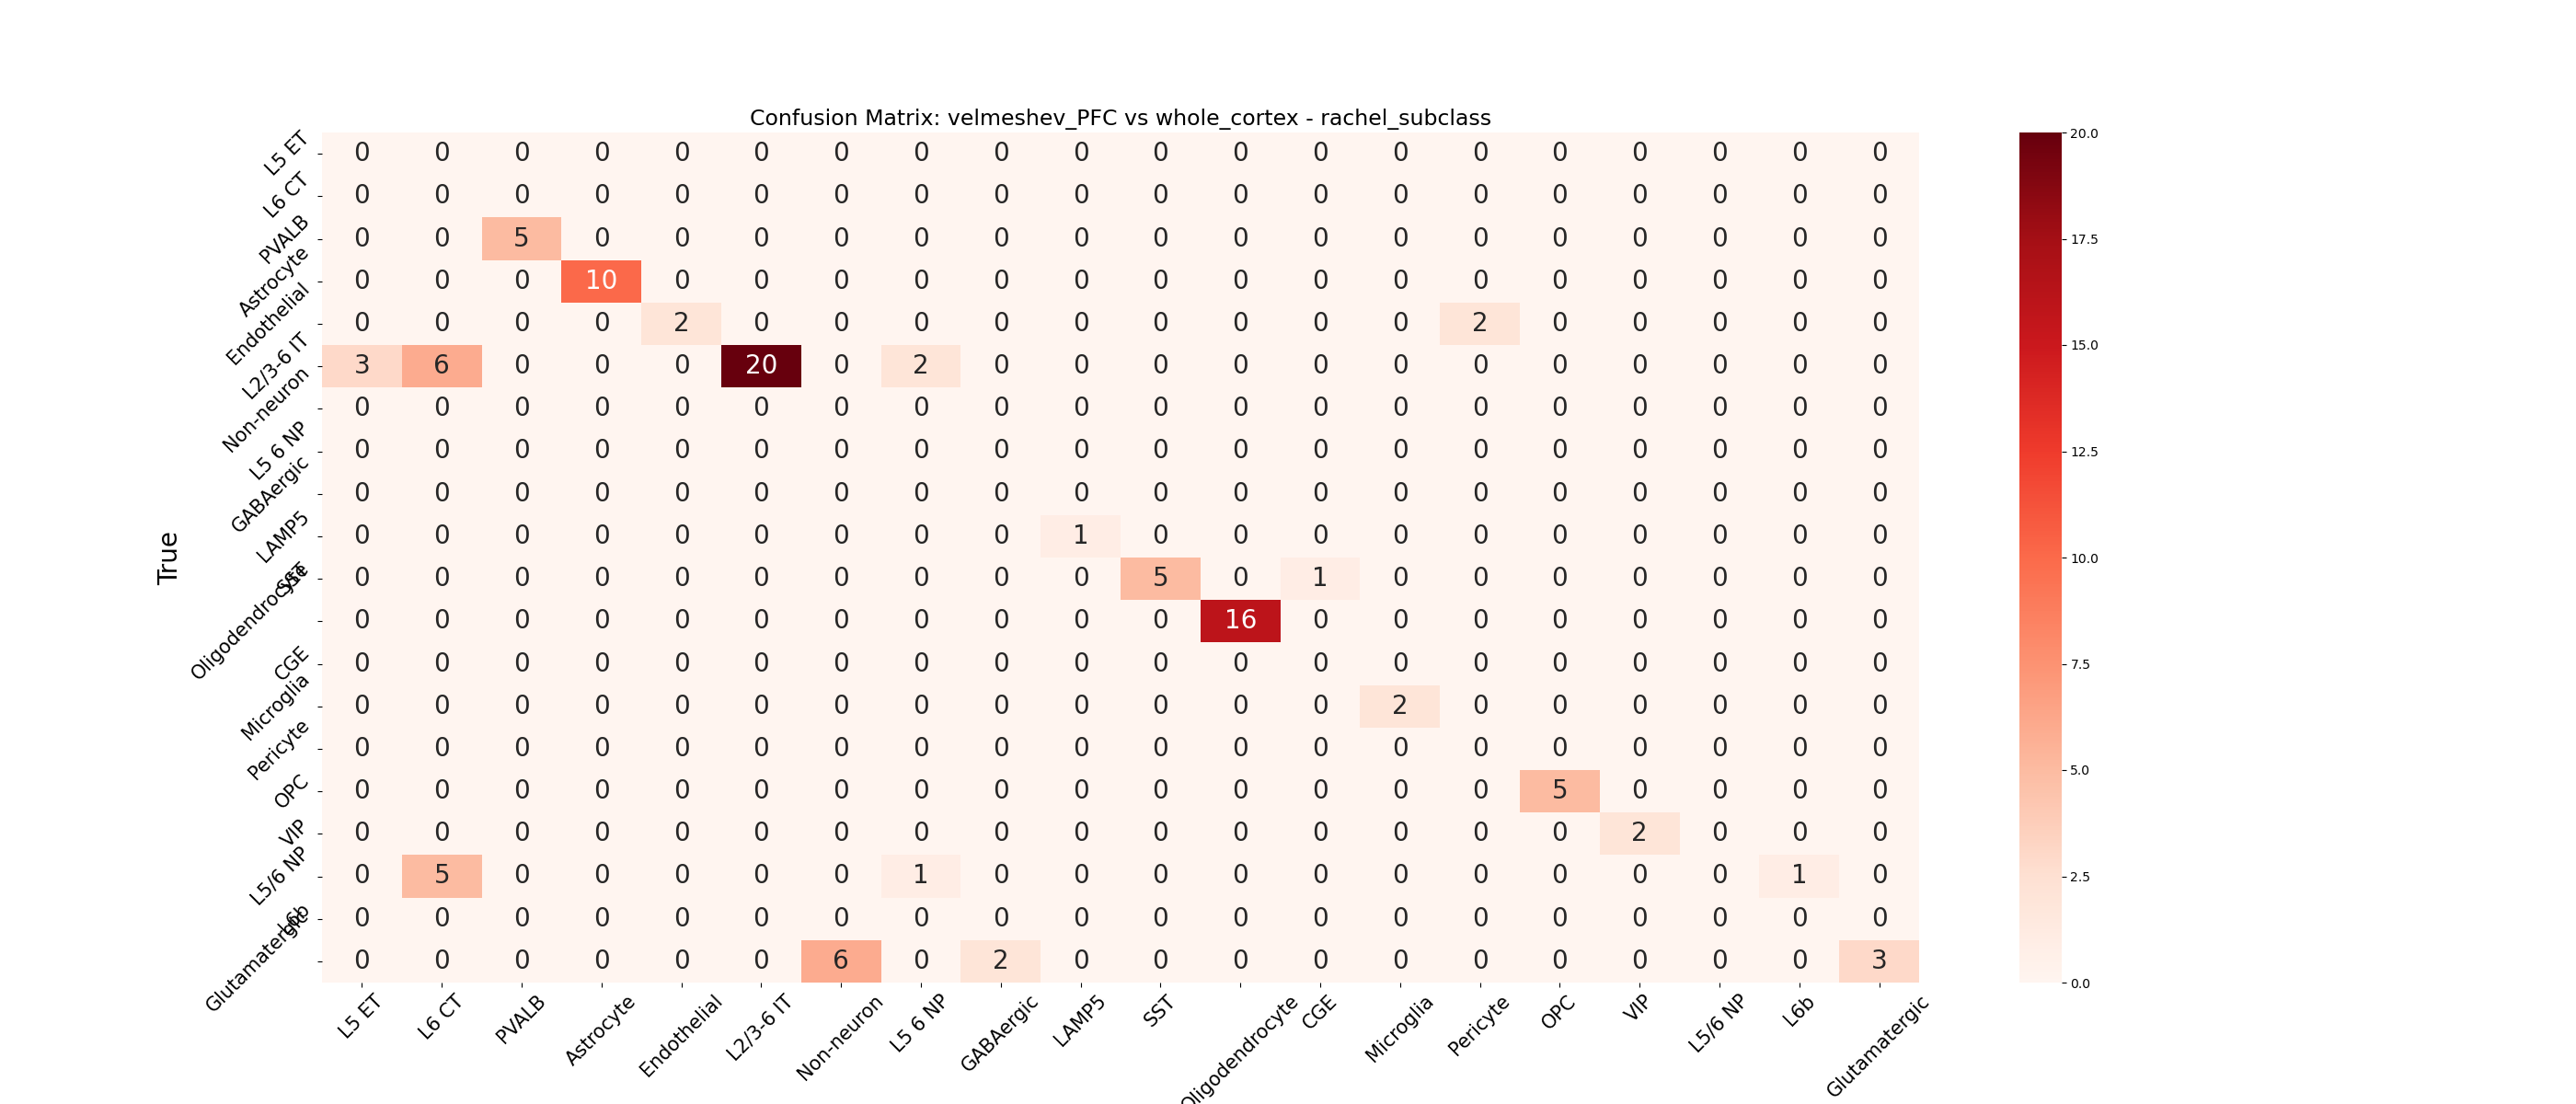 Confusion Matrix: velmeshev_PFC vs whole_cortex - rachel_subclass
True
L5 ET 0 0 0 0 0 0 0 0 0 0 0 0 0 0 0 0 0 0 0 0
L6 CT 0 0 0 0 0 0 0 0 0 0 0 0 0 0 0 0 0 0 0 0
PVALB 0 0 5 0 0 0 0 0 0 0 0 0 0 0 0 0 0 0 0 0
Astrocyte 0 0 0 10 0 0 0 0 0 0 0 0 0 0 0 0 0 0 0 0
Endothelial 0 0 0 0 2 0 0 0 0 0 0 0 0 0 2 0 0 0 0 0
L2/3-6 IT 3 6 0 0 0 20 0 2 0 0 0 0 0 0 0 0 0 0 0 0
Non-neuron 0 0 0 0 0 0 0 0 0 0 0 0 0 0 0 0 0 0 0 0
L5 6 NP 0 0 0 0 0 0 0 0 0 0 0 0 0 0 0 0 0 0 0 0
GABAergic 0 0 0 0 0 0 0 0 0 0 0 0 0 0 0 0 0 0 0 0
LAMP5 0 0 0 0 0 0 0 0 0 1 0 0 0 0 0 0 0 0 0 0
SST 0 0 0 0 0 0 0 0 0 0 5 0 1 0 0 0 0 0 0 0
Oligodendrocyte 0 0 0 0 0 0 0 0 0 0 0 16 0 0 0 0 0 0 0 0
CGE 0 0 0 0 0 0 0 0 0 0 0 0 0 0 0 0 0 0 0 0
Microglia 0 0 0 0 0 0 0 0 0 0 0 0 0 2 0 0 0 0 0 0
Pericyte 0 0 0 0 0 0 0 0 0 0 0 0 0 0 0 0 0 0 0 0
OPC 0 0 0 0 0 0 0 0 0 0 0 0 0 0 0 5 0 0 0 0
VIP 0 0 0 0 0 0 0 0 0 0 0 0 0 0 0 0 2 0 0 0
L5/6 NP 0 5 0 0 0 0 0 1 0 0 0 0 0 0 0 0 0 0 1 0
L6b 0 0 0 0 0 0 0 0 0 0 0 0 0 0 0 0 0 0 0 0
Glutamatergic 0 0 0 0 0 0 6 0 2 0 0 0 0 0 0 0 0 0 0 3
L5 ET
L6 CT
PVALB
Astrocyte
Endothelial
L2/3-6 IT
Non-neuron
L5 6 NP
GABAergic
LAMP5
SST
Oligodendrocyte
CGE
Microglia
Pericyte
OPC
VIP
L5/6 NP
L6b
Glutamatergic
20.0
17.5
15.0
12.5
10.0
7.5
5.0
2.5
0.0